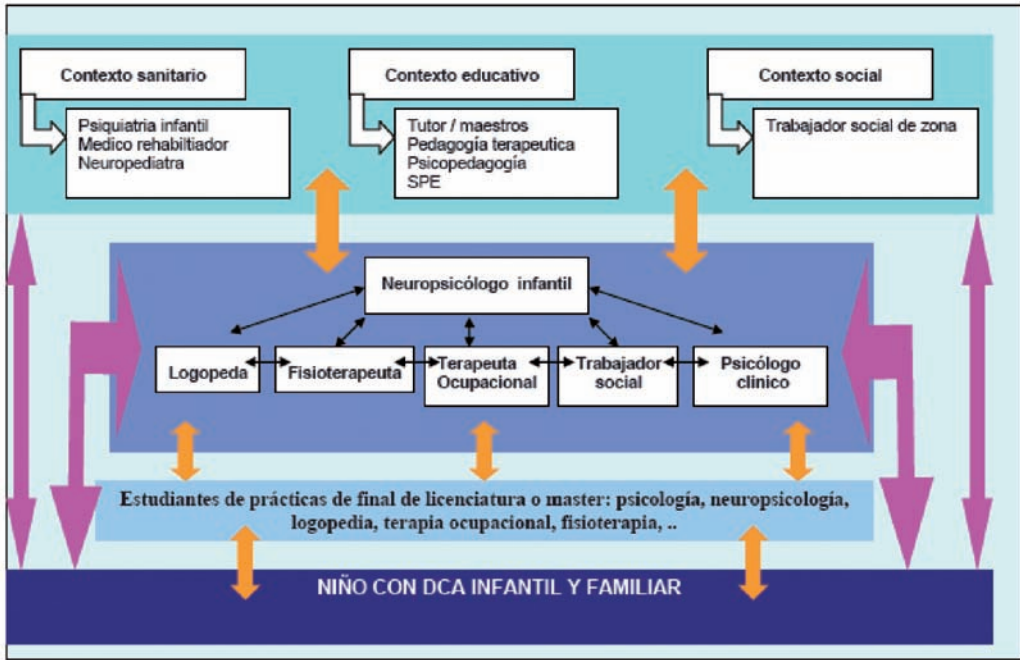 Contexto sanitario
Psiquiatria infantil
Medico rehabiltiador
Neuropediatra
Contexto educativo
Tutor / maestros
Pedagogía terapeutica
Psicopedagogía
SPE
Contexto social
Trabajador social de zona
Neuropsicólogo infantil
Logopeda
Fisioterapeuta
Terapeuta
Ocupacional
Trabajador
social
Psicólogo
clinico
Estudiantes de prácticas de final de licenciatura o master: psicología, neuropsicología,
logopedia, terapia ocupacional, fisioterapia, ..
NIÑO CON DCA INFANTIL Y FAMILIAR